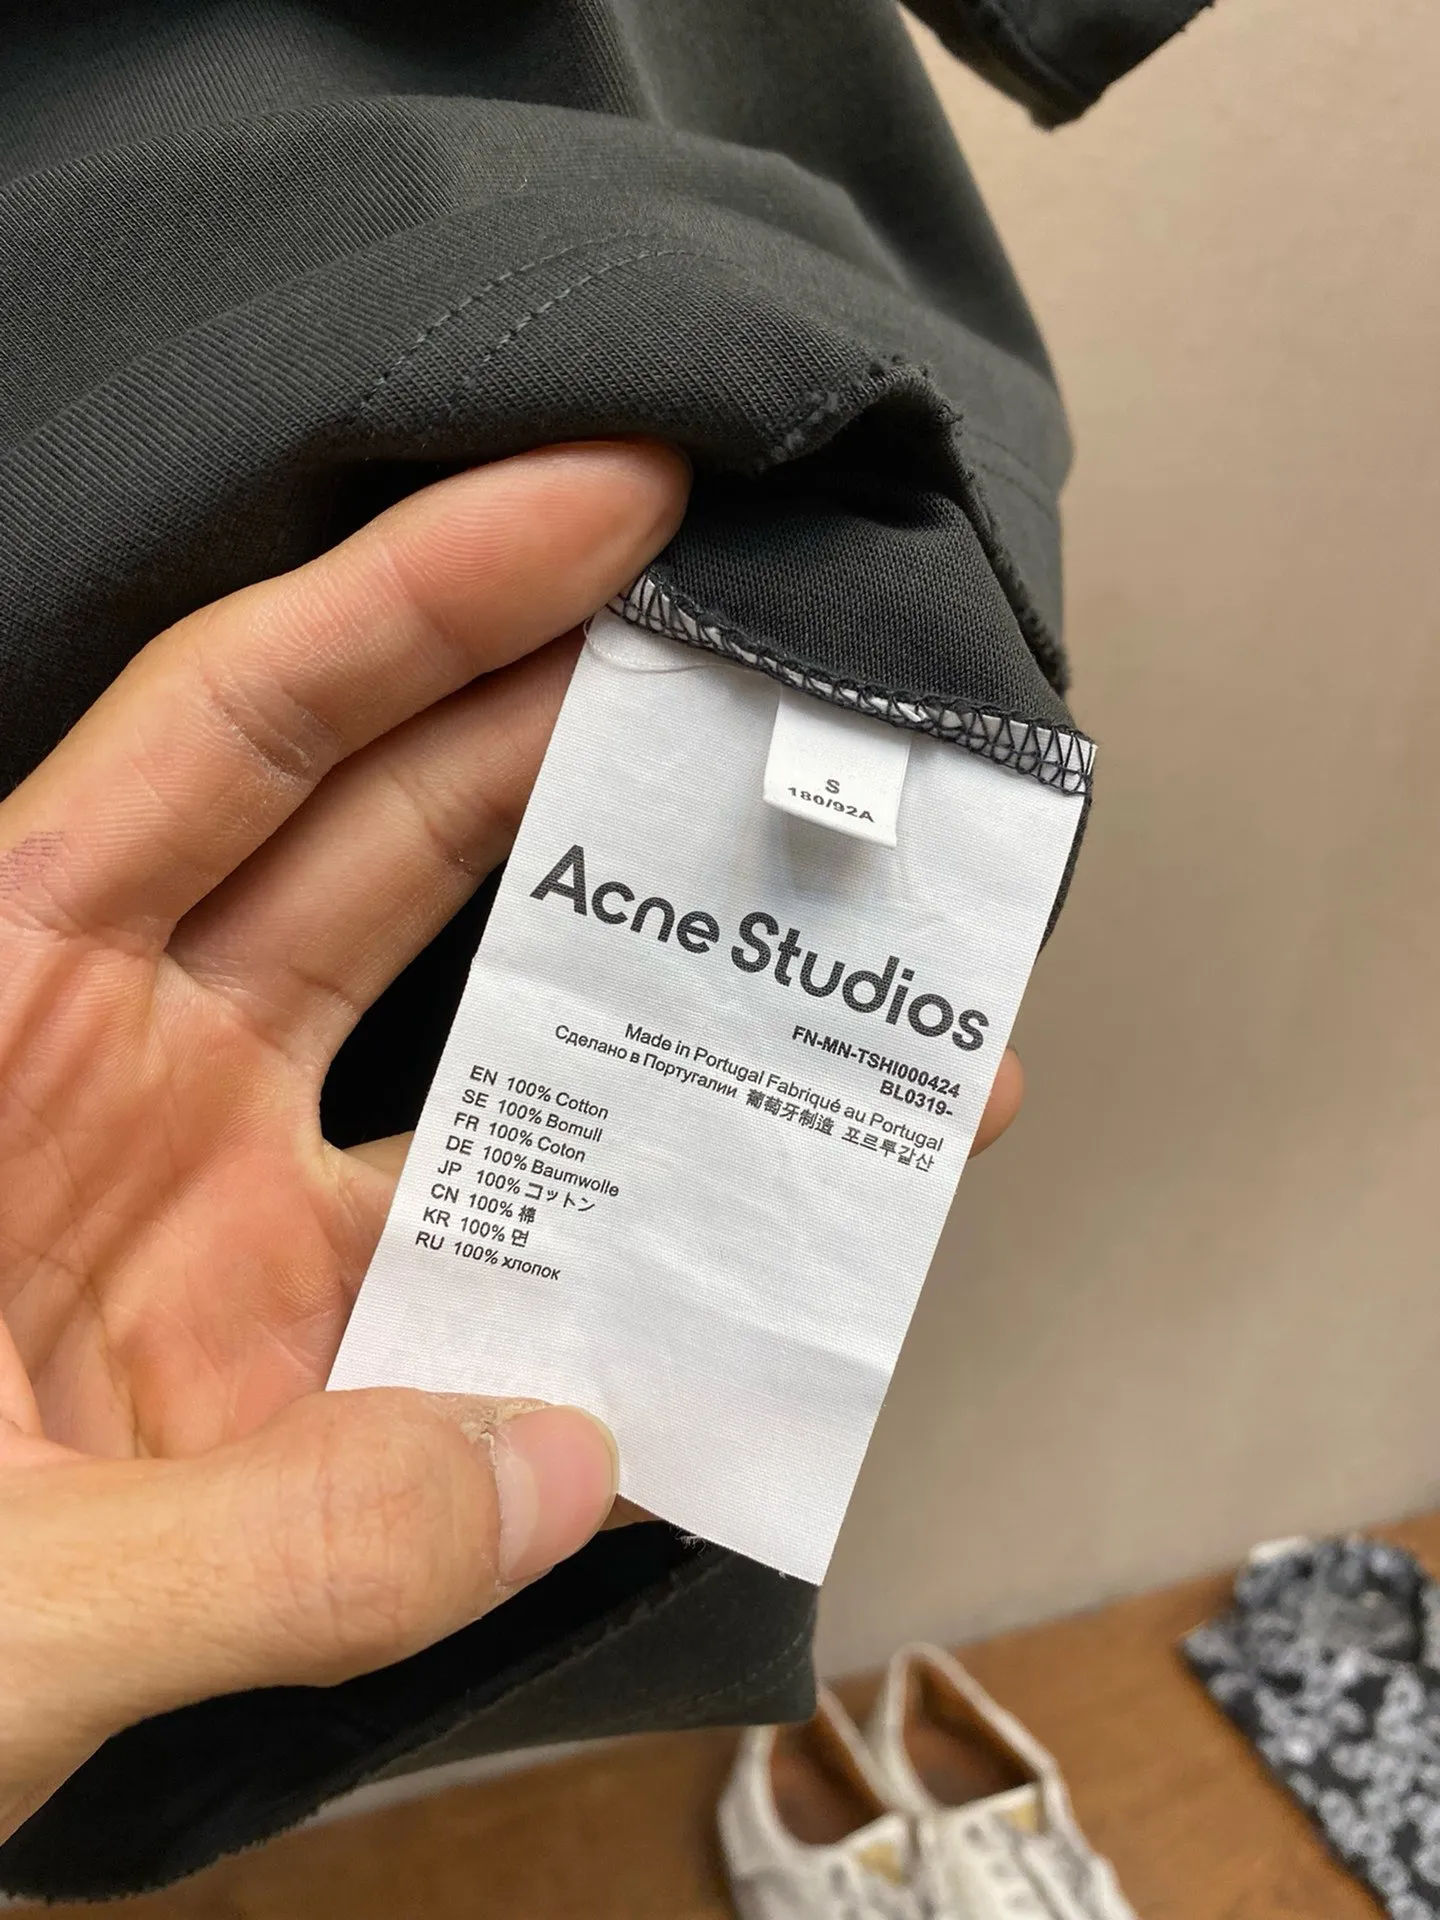 S
180/92A
Acne Studios
FN-MN-TSHI000424
BL0319-
Made in Portugal Fabriqué au Portugal
Сделано в Португалии 葡萄牙制造 포르투갈산
EN 100% Cotton
SE 100% Bomull
FR 100% Coton
DE 100% Baumwolle
JP 100% コットン
CN 100% 棉
KR 100% 면
RU 100% хлопок